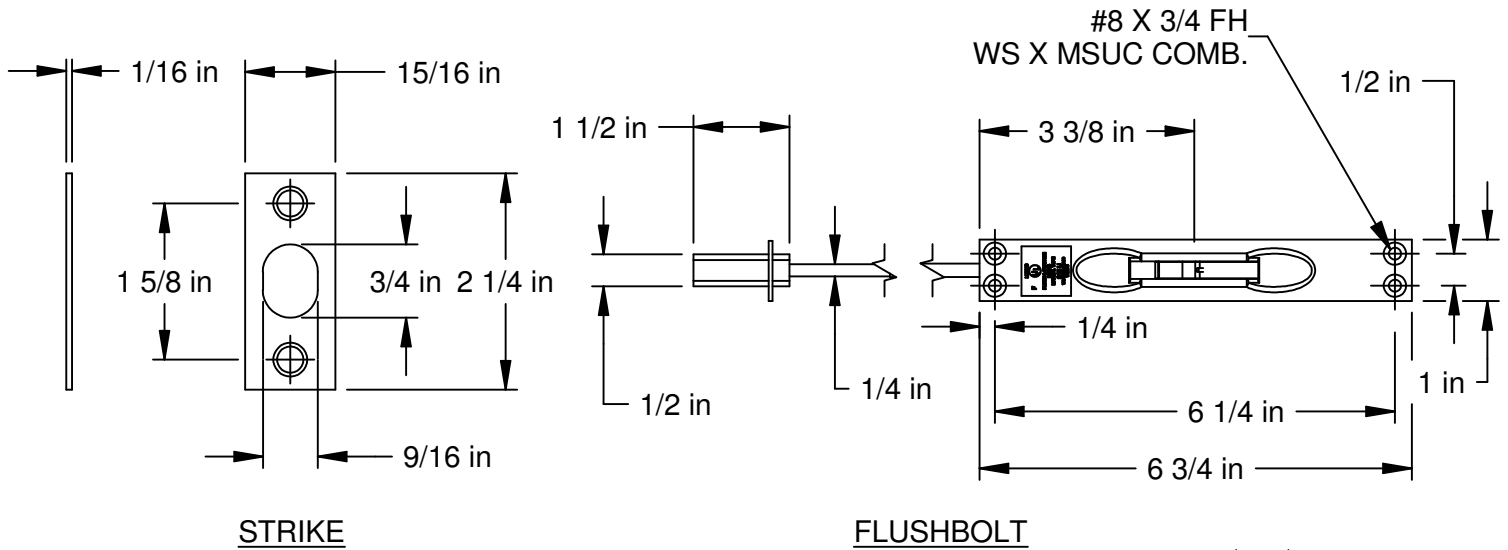 #8 X 3/4 FH
WS X MSUC COMB.
1/16 in
15/16 in
1/2 in
1 1/2 in
3 3/8 in
1 5/8 in
3/4 in
2 1/4 in
1/4 in
1/4 in
1 in
1/2 in
6 1/4 in
9/16 in
6 3/4 in
STRIKE
FLUSHBOLT